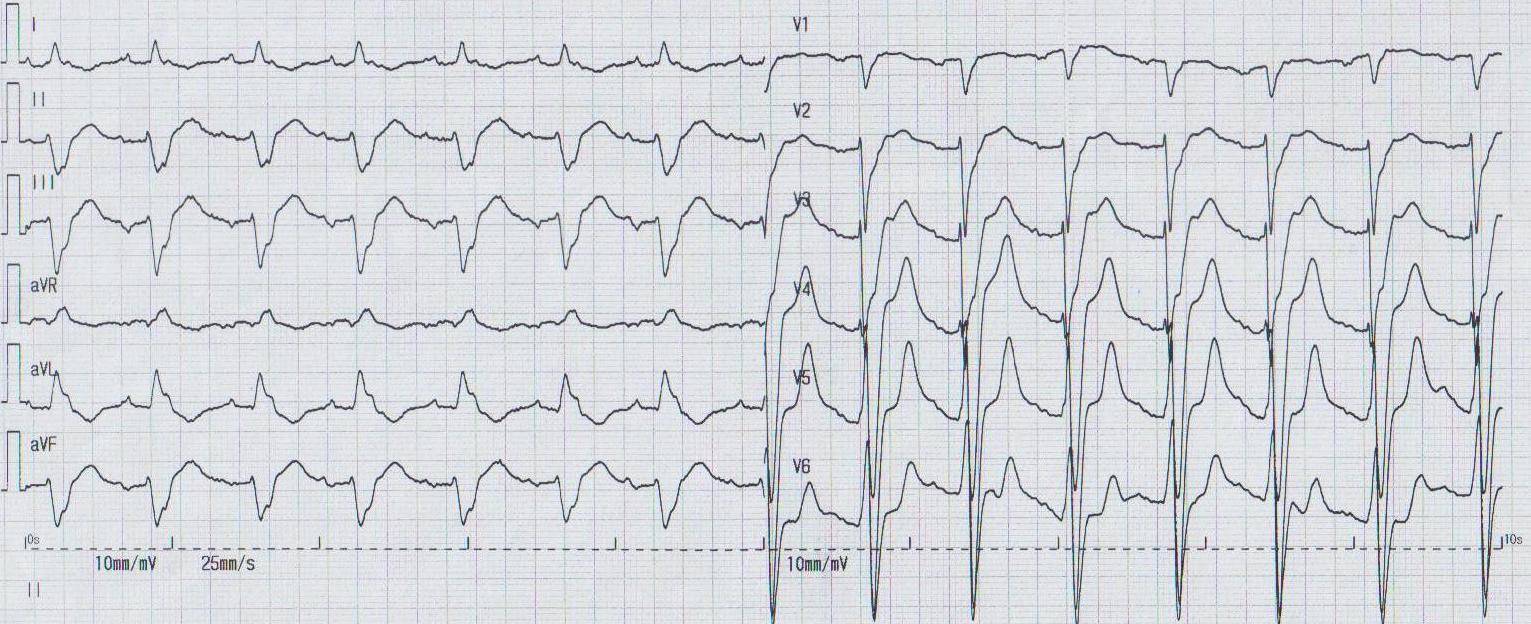 I
II
III
aVR
aVL
aVF
V1
V2
V3
V4
V5
V6
0s
10s
10mm/mV 25mm/s
10mm/mV
II